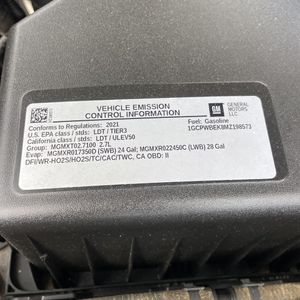 VEHICLE EMISSION
CONTROL INFORMATION
GM
GENERAL
MOTORS
LLC
Conforms to Regulations: 2021
U.S. EPA class / stds: LDT / TIER3
California class / stds: LDT / ULEV50
Group: MGMXT02.7100 2.7L
Evap: MGMXR0173500 (SWB) 24 Gal; MGMXR022450C (LWB) 28 Gal
DFI/WR-HO2S/HO2S/TC/CAC/TWC, CA OBD: II
Fuel: Gasoline
1GCPWBEK8MZ198573